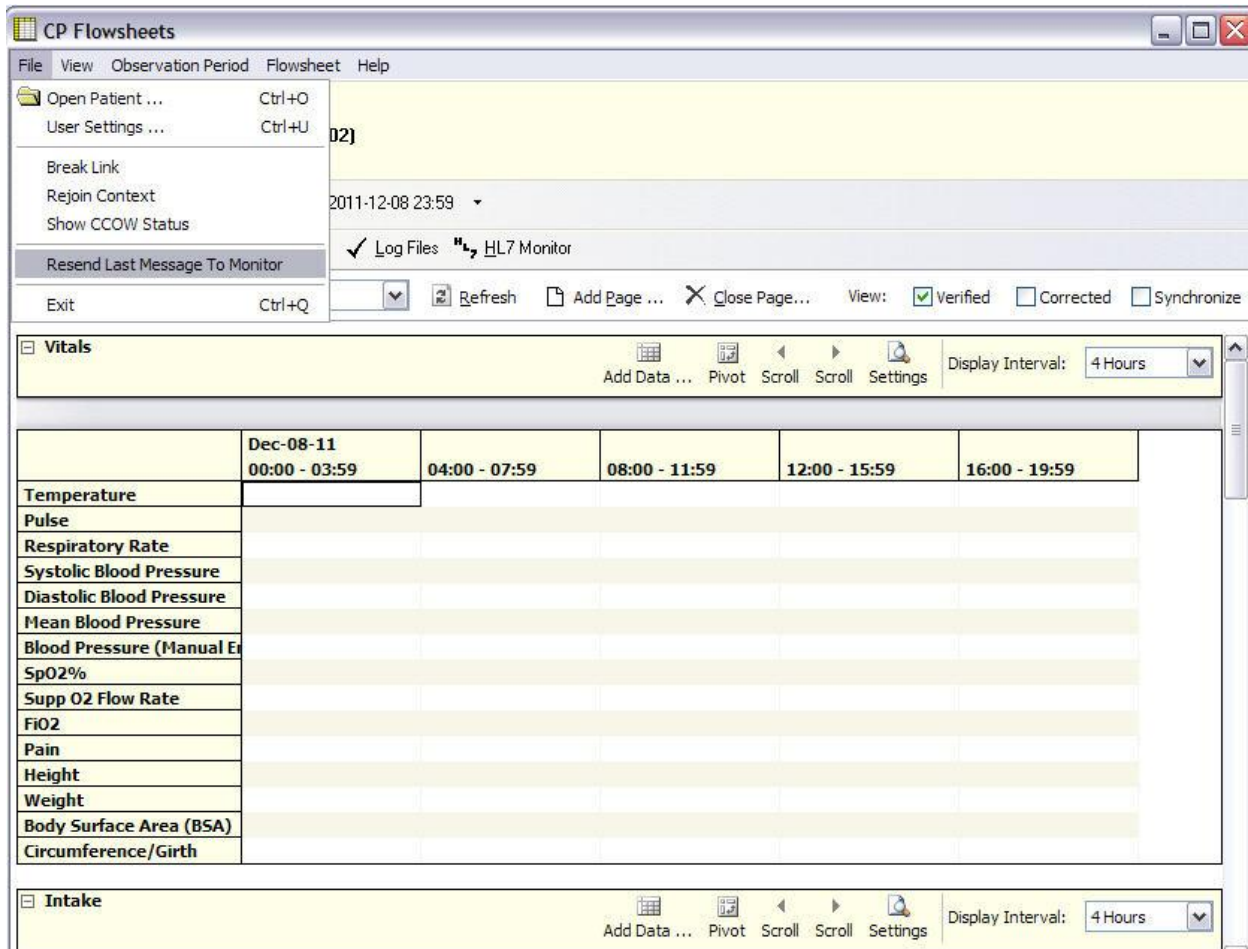 CP Flowsheets
File View Observation Period Flowsheet Help
Open Patient ... Ctrl+O
User Settings ... Ctrl+U
02)
Break Link
Rejoin Context
2011-12-08 23:59
Show CCOW Status
Log Files HL7 HL7 Monitor
Resend Last Message To Monitor
Exit Ctrl+Q
Refresh Add Page ... Close Page... View: Verified Corrected Synchronize
Vitals
Add Data ... Pivot Scroll Scroll Settings Display Interval: 4 Hours
Dec-08-11
00:00 - 03:59 04:00 - 07:59 08:00 - 11:59 12:00 - 15:59 16:00 - 19:59
Temperature
Pulse
Respiratory Rate
Systolic Blood Pressure
Diastolic Blood Pressure
Mean Blood Pressure
Blood Pressure (Manual En
SpO2%
Supp O2 Flow Rate
FiO2
Pain
Height
Weight
Body Surface Area (BSA)
Circumference/Girth
Intake
Add Data ... Pivot Scroll Scroll Settings Display Interval: 4 Hours